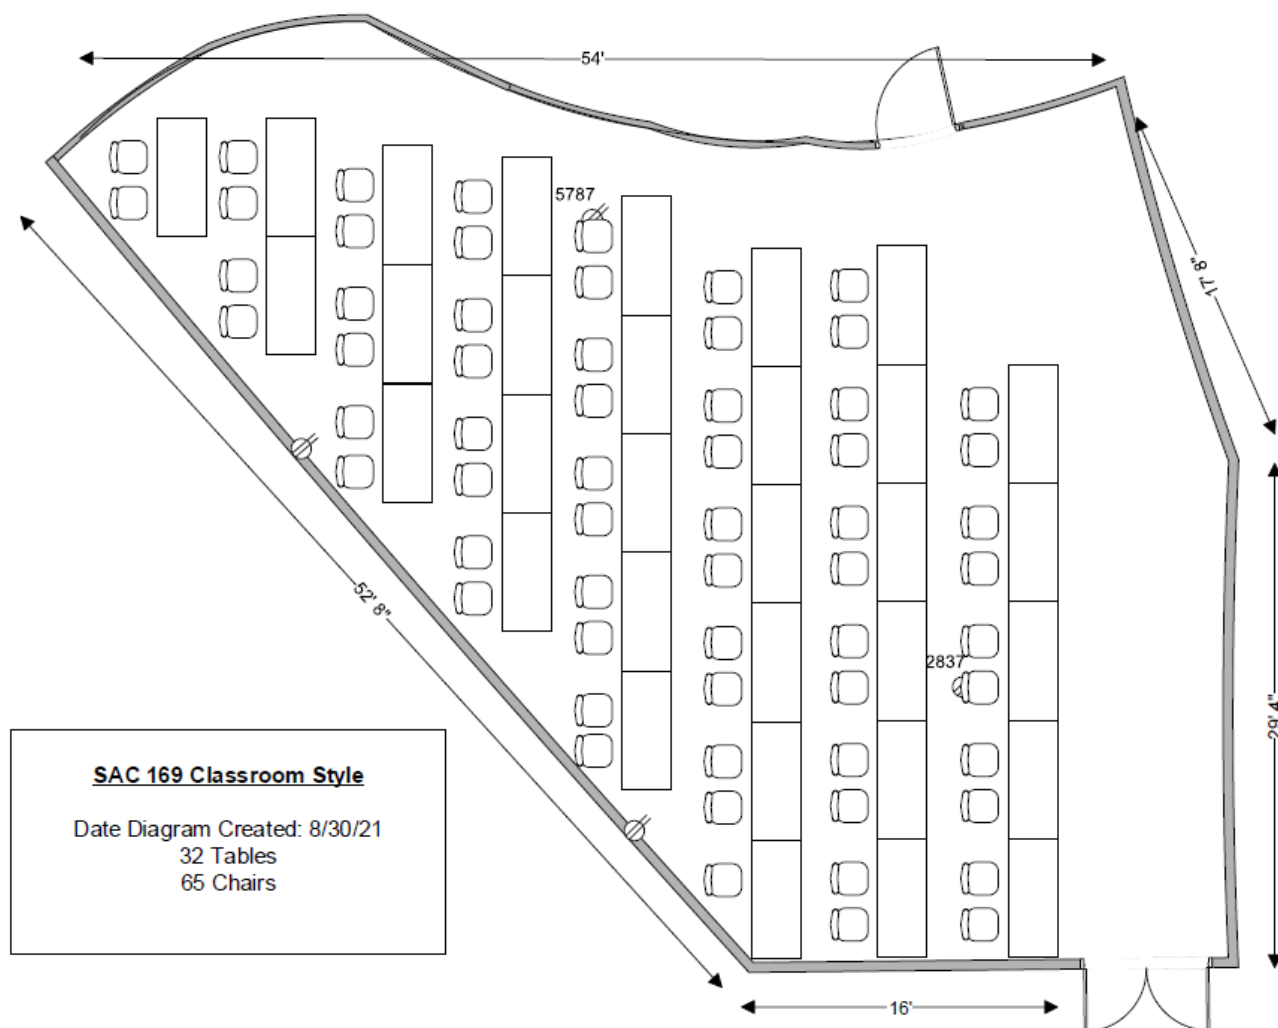 54'
5787
17' 8"
52' 8"
2837
29' 4"
SAC 169 Classroom Style
Date Diagram Created: 8/30/21
32 Tables
65 Chairs
16'